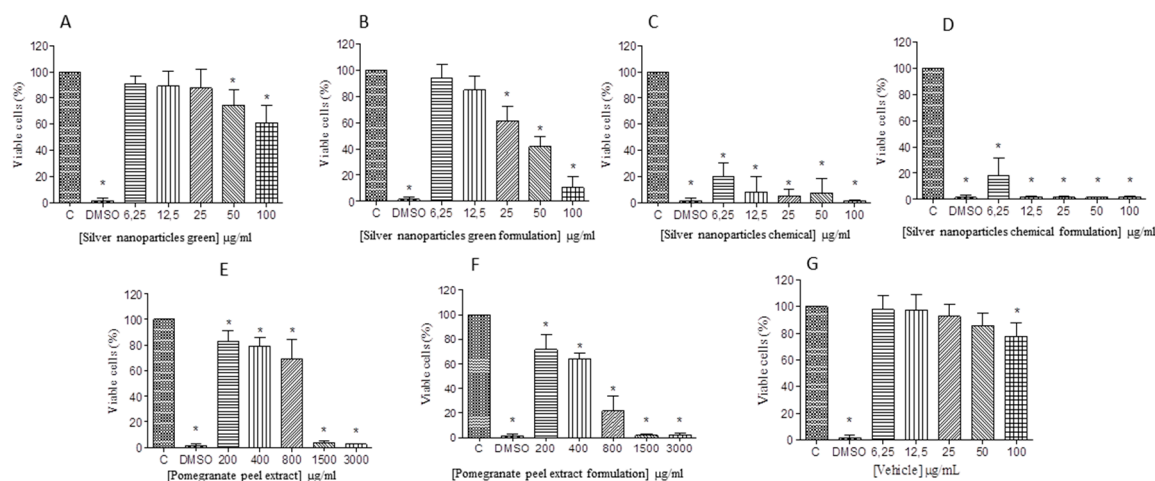 A
Viable cells (%)
120
100
80
60
40
20
0
* * *
C DMSO 6,25 12,5 25 50 100
[Silver nanoparticles green] µg/ml
B
Viable cells (%)
120
100
80
60
40
20
0
* * * *
C DMSO 6,25 12,5 25 50 100
[Silver nanoparticles green formulation] µg/ml
C
Viable cells (%)
120
100
80
60
40
20
0
* * * * * *
C DMSO 6,25 12,5 25 50 100
[Silver nanoparticles chemical] µg/ml
D
Viable cells (%)
120
100
80
60
40
20
0
* * * * * *
C DMSO 6,25 12,5 25 50 100
[Silver nanoparticles chemical formulation] µg/ml
E
Viable cells (%)
120
100
80
60
40
20
0
* * * * * *
C DMSO 200 400 800 1500 3000
[Pomegranate peel extract] µg/ml
F
Viable cells (%)
120
100
80
60
40
20
0
* * * * * *
C DMSO 200 400 800 1500 3000
[Pomegranate peel extract formulation] µg/ml
G
Viable cells (%)
120
100
80
60
40
20
0
* *
C DMSO 6,25 12,5 25 50 100
[Vehicle] µg/mL